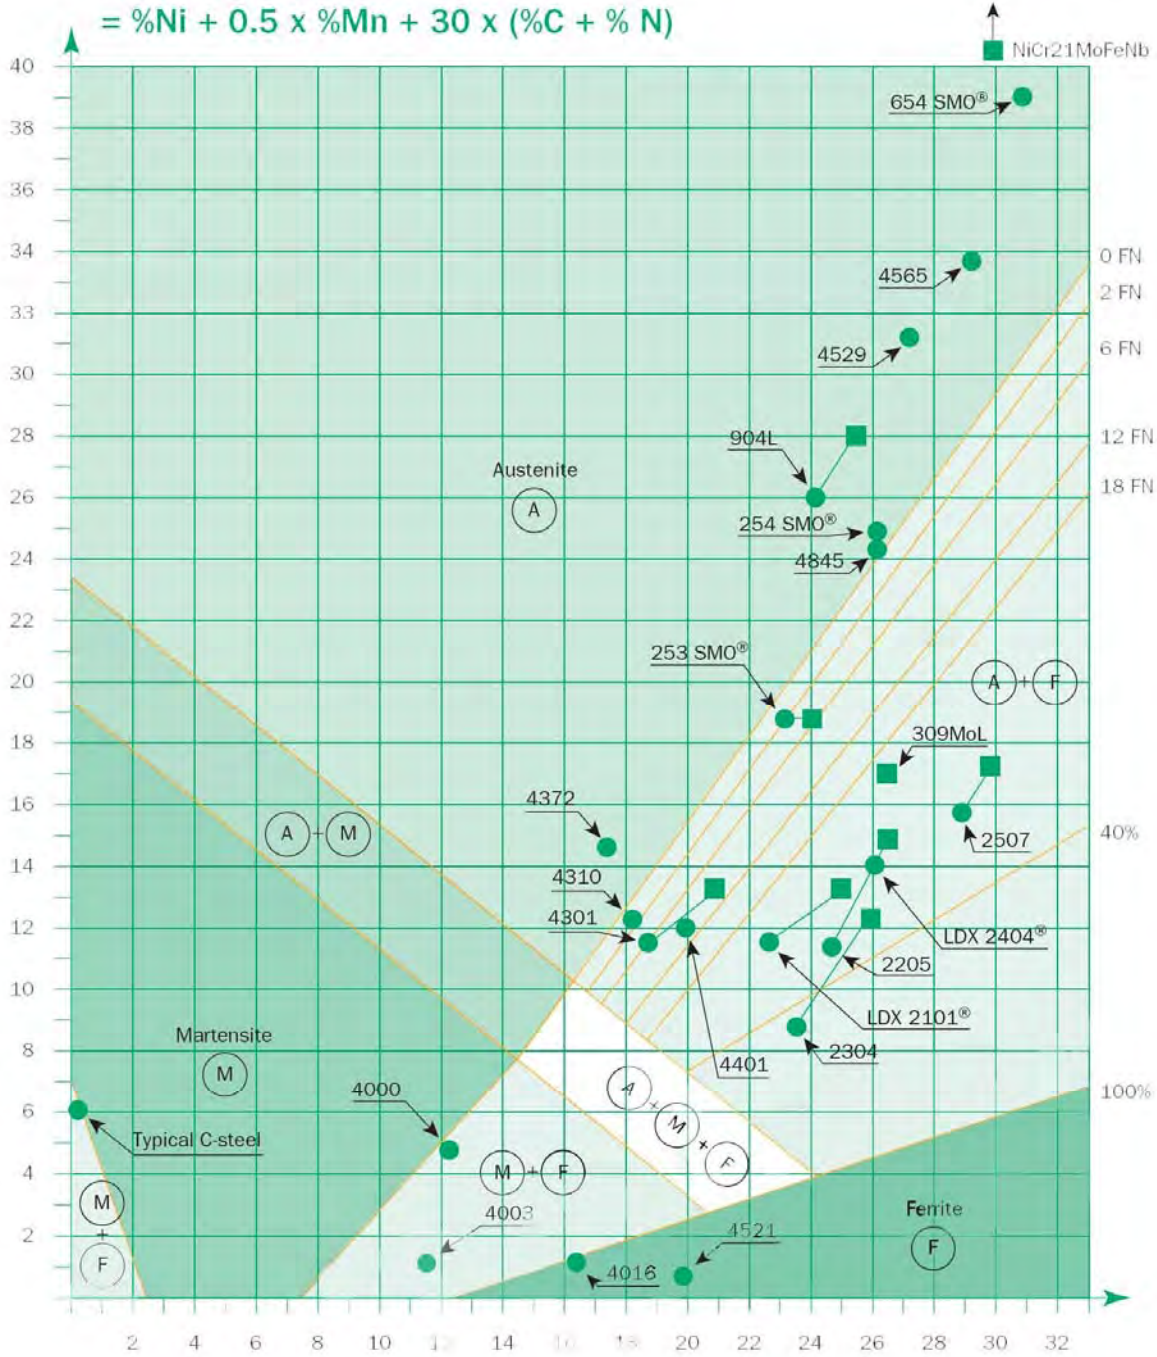 = %Ni + 0.5 x %Mn + 30 x (%C + % N)
NiCr21MoFeNb
40
654 SMO®
38
36
34
0 FN
4565
2 FN
33
6 FN
4529
30
28
904L
12 FN
Austenite
18 FN
26
A
254 SMO®
24
4845
22
253 SMO®
20
A + F
18
309MoL
16
4372
A + M
2507
40%
14
4310
12
4301
LDX 2404®
2205
10
LDX 2101®
Martensite
8
2304
M
4401
A + M + F
4000
100%
6
Typical C-steel
4
M + F
M
+
F
4003
Ferrite
2
4521
F
4016
2 4 6 8 10 12 14 16 18 20 22 24 26 28 30 32